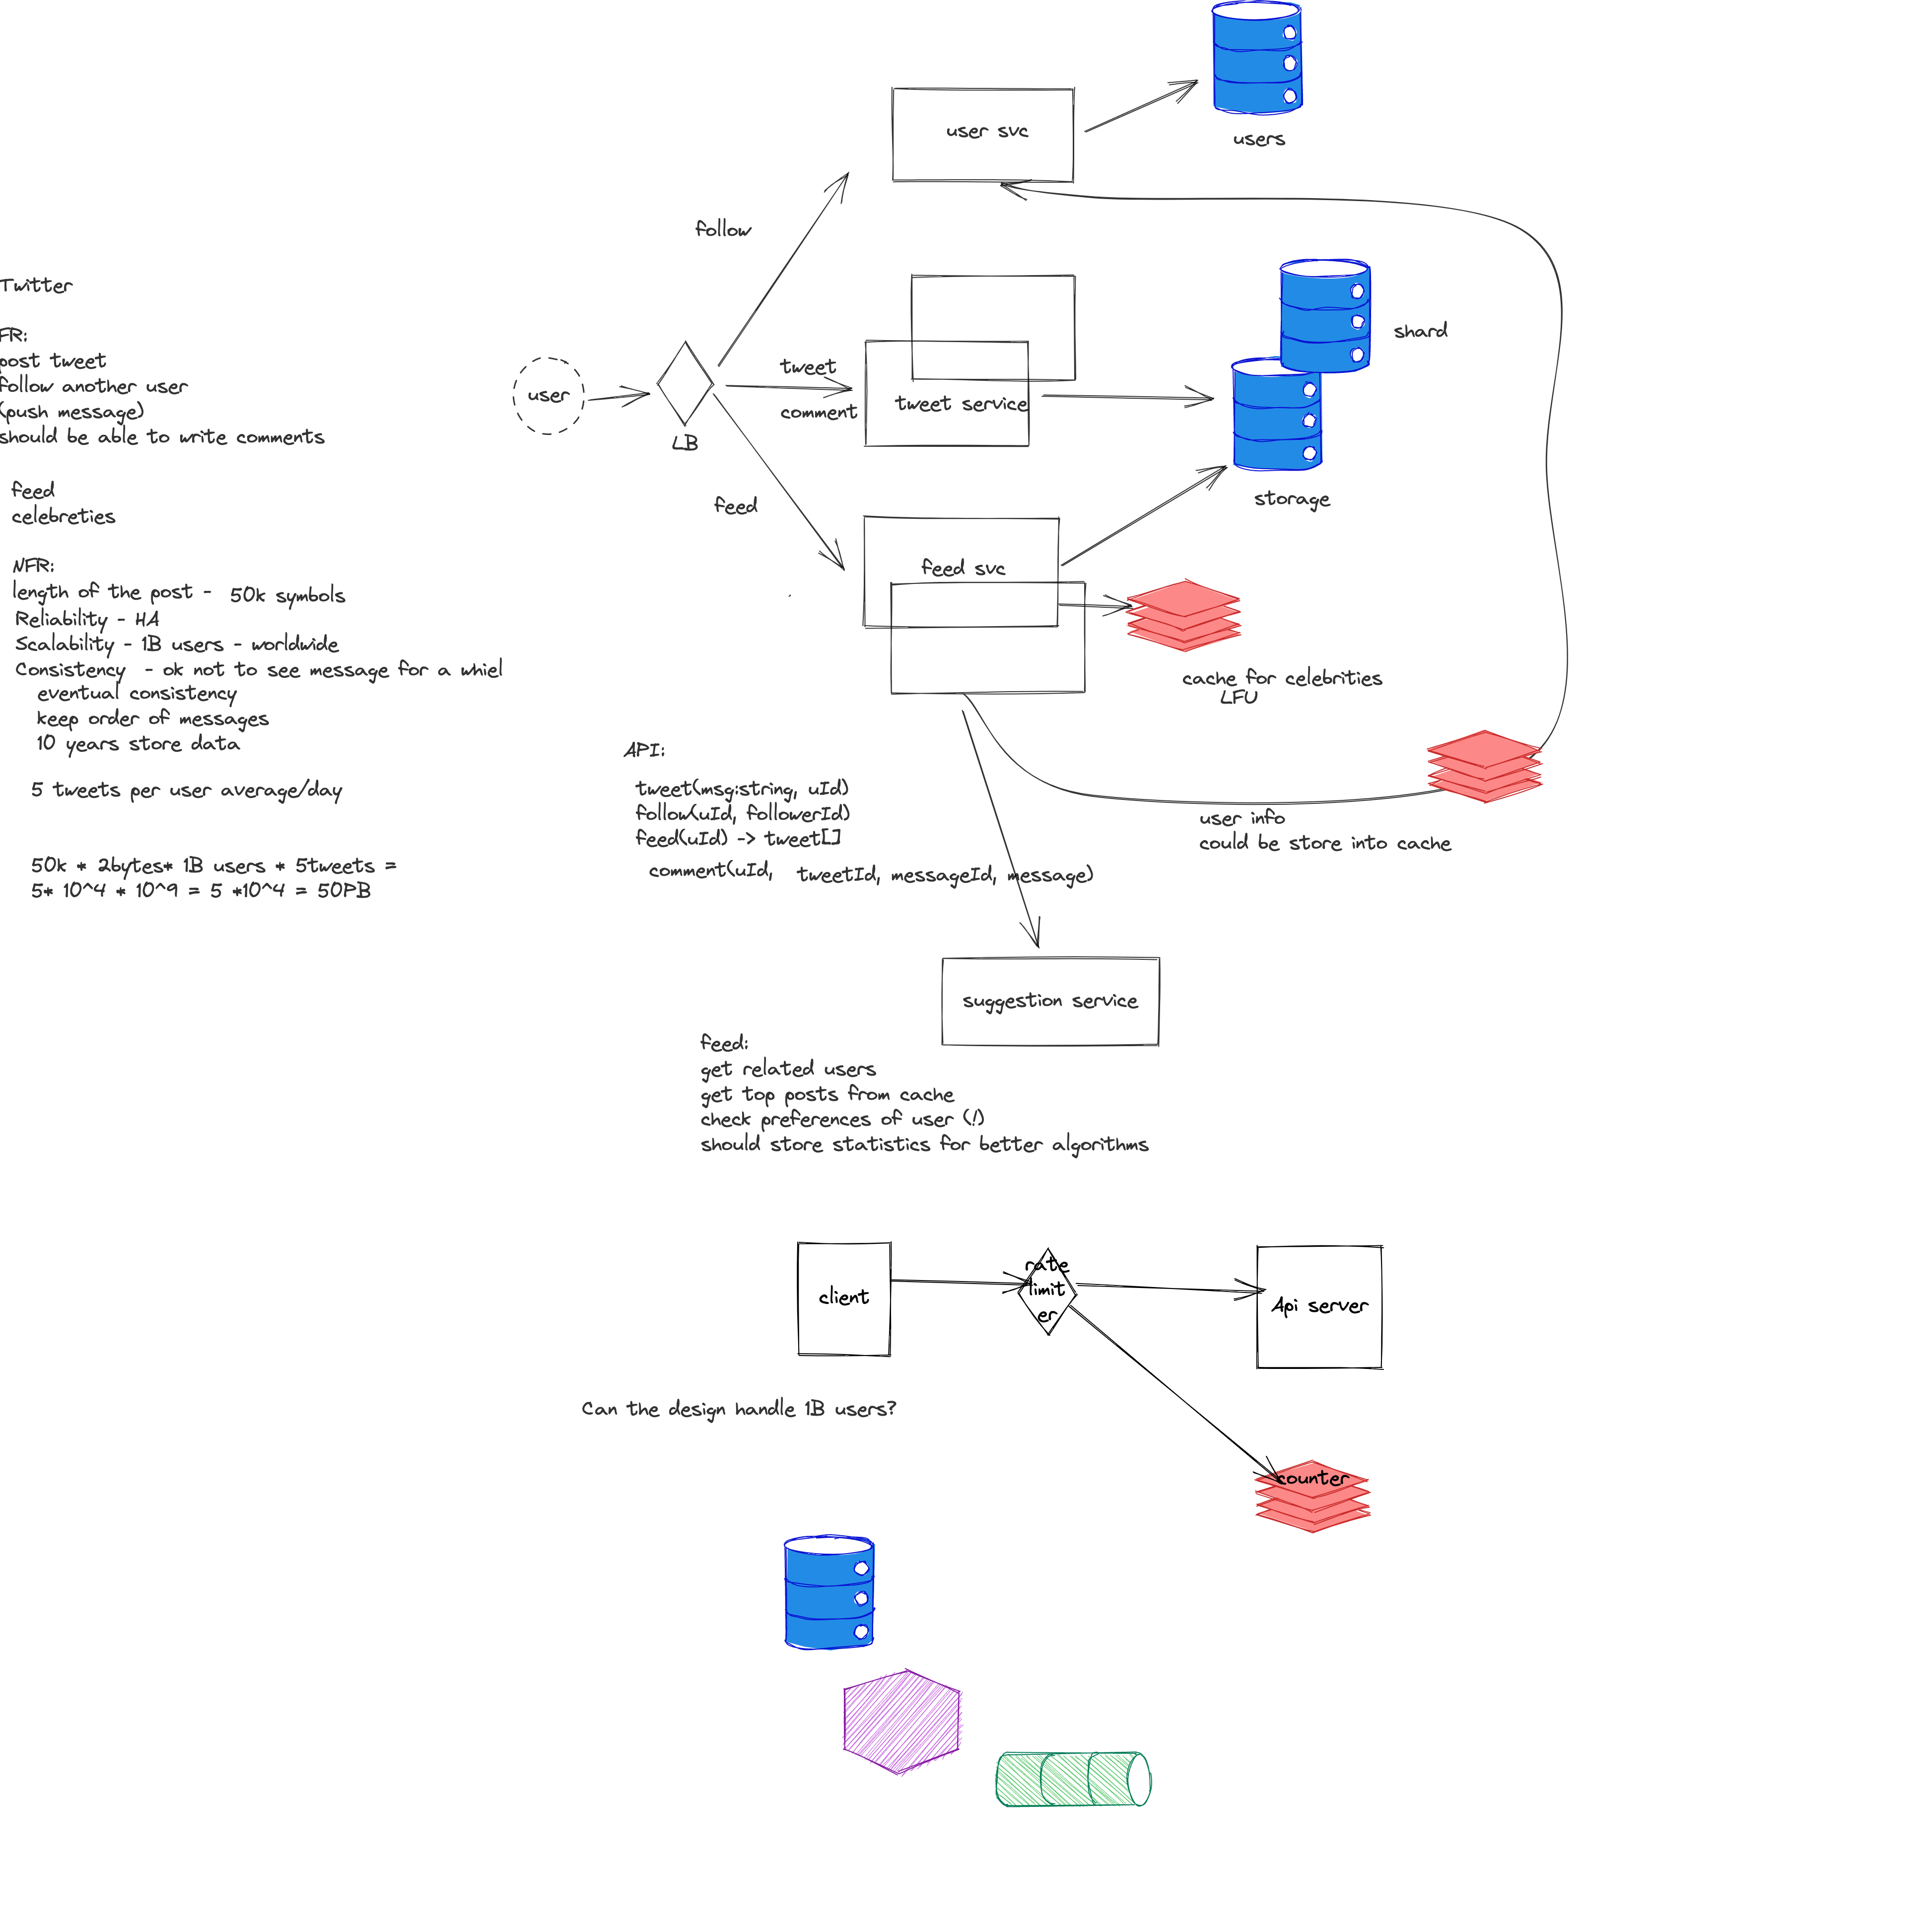 Twitter
FR:
post tweet
follow another user
(push message)
should be able to write comments
feed
celebreties
NFR:
length of the post - 50k symbols
Reliability - HA
Scalability - 1B users - worldwide
Consistency - ok not to see message for a whiel
eventual consistency
keep order of messages
10 years store data
5 tweets per user average/day
50k * 2bytes* 1B users * 5tweets =
5* 10^4 * 10^9 = 5 *10^4 = 50PB
user
LB
follow
tweet
comment
feed
user svc
users
tweet service
shard
storage
feed svc
cache for celebrities
LFU
user info
could be store into cache
API:
tweet(msg:string, uId)
follow(uId, followerId)
feed(uId) -> tweet[]
comment(uId, tweetId, messageId, message)
suggestion service
feed:
get related users
get top posts from cache
check preferences of user (!)
should store statistics for better algorithms
client
rate
limit
er
Api server
Can the design handle 1B users?
counter